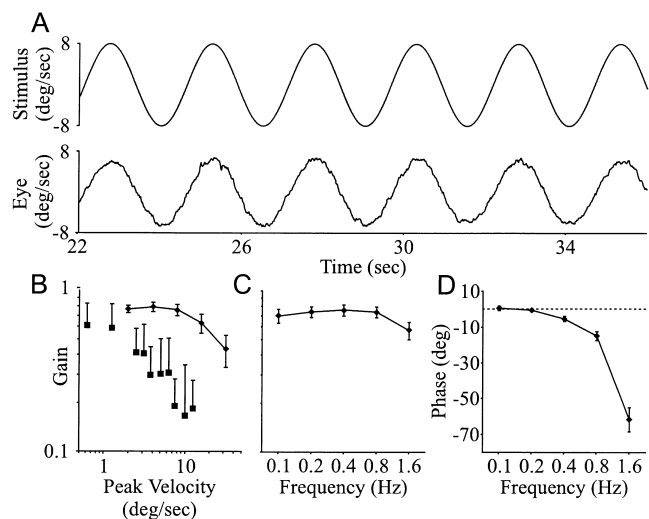 A
8
Stimulus
(deg/sec)
-8
8
Eye
(deg/sec)
-8
22 26 30 34
Time (sec)
B C D
1
Gain
0.1
1 10
Peak Velocity
(deg/sec)
0.1 0.2 0.4 0.8 1.6
Frequency (Hz)
10
-10
-30
-50
-70
Phase (deg)
0.1 0.2 0.4 0.8 1.6
Frequency (Hz)